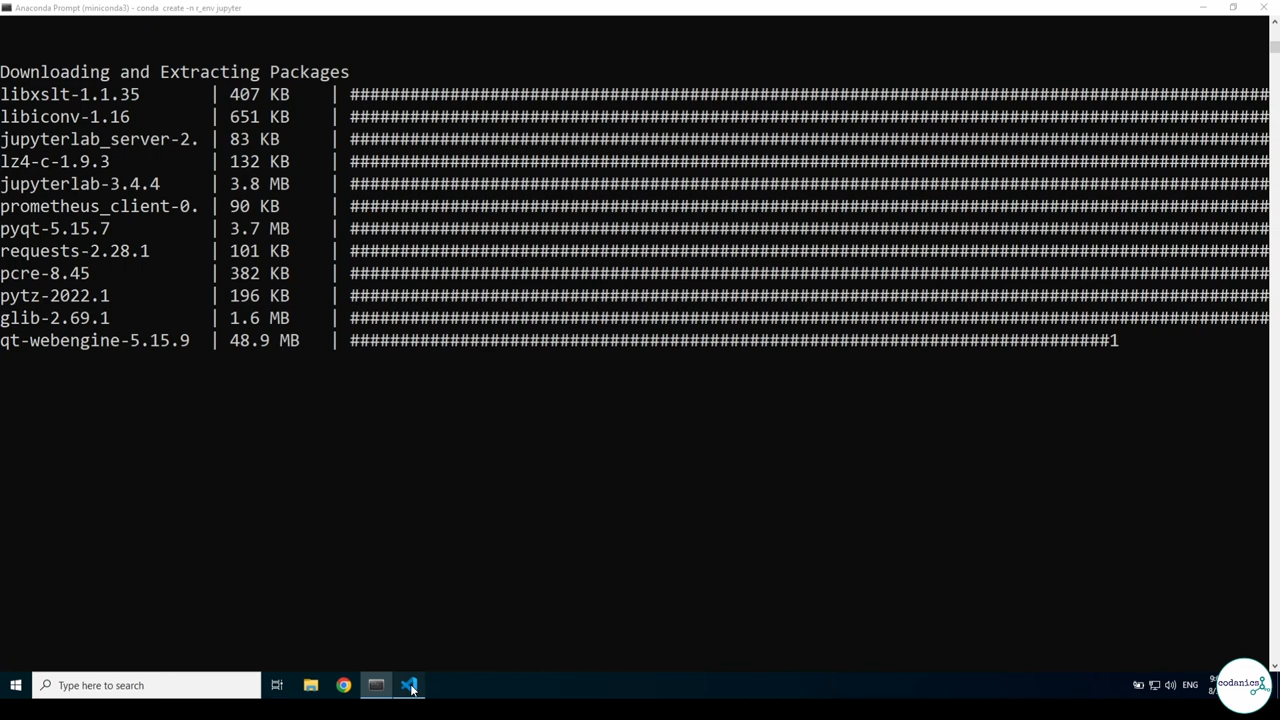 Anaconda Prompt (miniconda3) - conda create -n r_env jupyter
Downloading and Extracting Packages
libxslt-1.1.35 | 407 KB | ############################################################################################
libiconv-1.16 | 651 KB | ############################################################################################
jupyterlab_server-2. | 83 KB | ############################################################################################
lz4-c-1.9.3 | 132 KB | ############################################################################################
jupyterlab-3.4.4 | 3.8 MB | ############################################################################################
prometheus_client-0. | 90 KB | ############################################################################################
pyqt-5.15.7 | 3.7 MB | ############################################################################################
requests-2.28.1 | 101 KB | ############################################################################################
pcre-8.45 | 382 KB | ############################################################################################
pytz-2022.1 | 196 KB | ############################################################################################
glib-2.69.1 | 1.6 MB | ############################################################################################
qt-webengine-5.15.9 | 48.9 MB | ############################################################################1
Type here to search
ENG
codanics